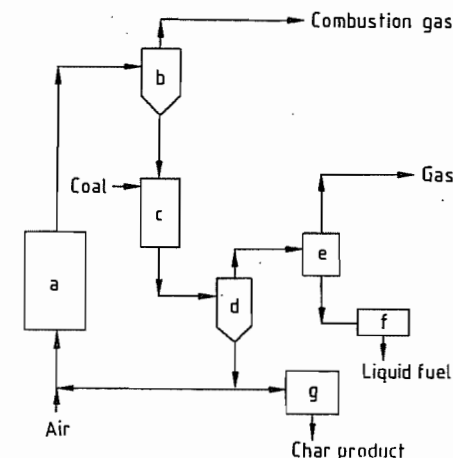 Combustion gas
b
Coal
c
Gas
a
e
d
f
Liquid fuel
g
Air
Char product